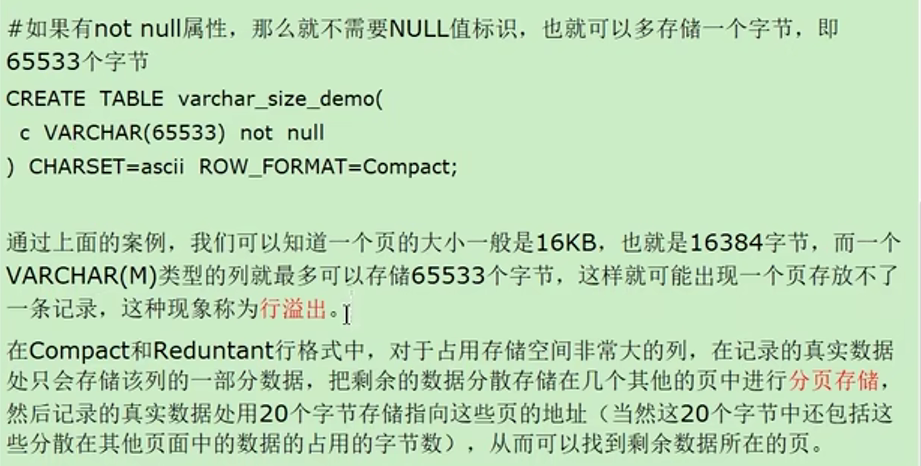 #如果有not null属性，那么就不需要NULL值标识，也就可以多存储一个字节，即
65533个字节
CREATE TABLE varchar_size_demo(
c VARCHAR(65533) not null
) CHARSET=ascii ROW_FORMAT=Compact;
通过上面的案例，我们可以知道一个页的大小一般是16KB，也就是16384字节，而一个
VARCHAR(M)类型的列就最多可以存储65533个字节，这样就可能出现一个页存放不了
一条记录，这种现象称为行溢出。
在Compact和Reduntant行格式中，对于占用存储空间非常大的列，在记录的真实数据
处只会存储该列的一部分数据，把剩余的数据分散存储在几个其他的页中进行分页存储，
然后记录的真实数据处用20个字节存储指向这些页的地址（当然这20个字节中还包括这
些分散在其他页面中的数据的占用的字节数），从而可以找到剩余数据所在的页。